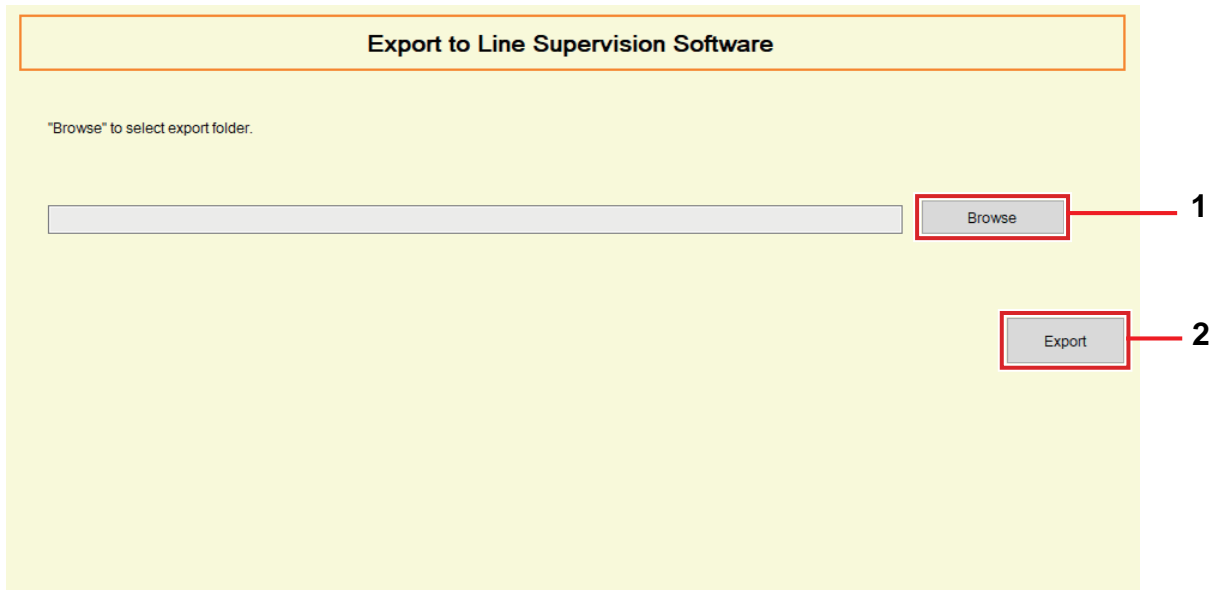 Export to Line Supervision Software
"Browse" to select export folder.
Browse
1
Export
2